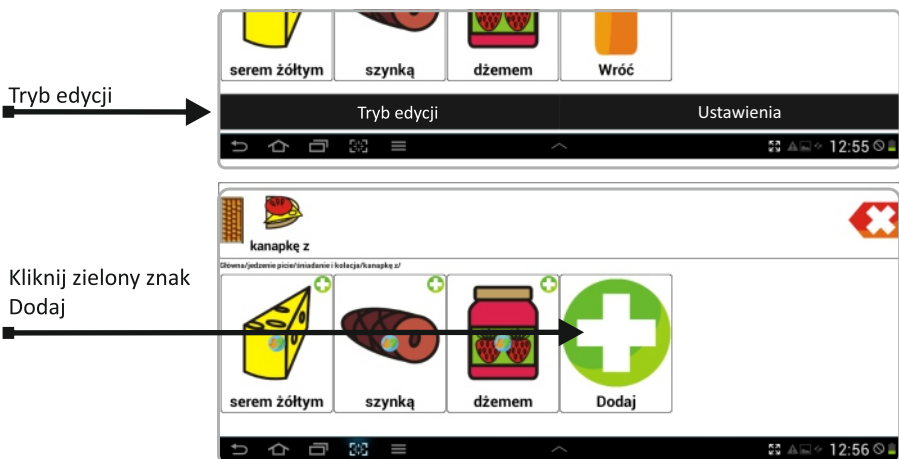 serem żółtym szynką dżemem Wróć
Tryb edycji
Tryb edycji Ustawienia
12:55
kanapkę z
Główna/jedzenie picie/śniadanie i kolacja/kanapkę z/
Kliknij zielony znak
Dodaj
serem żółtym szynką dżemem Dodaj
12:56